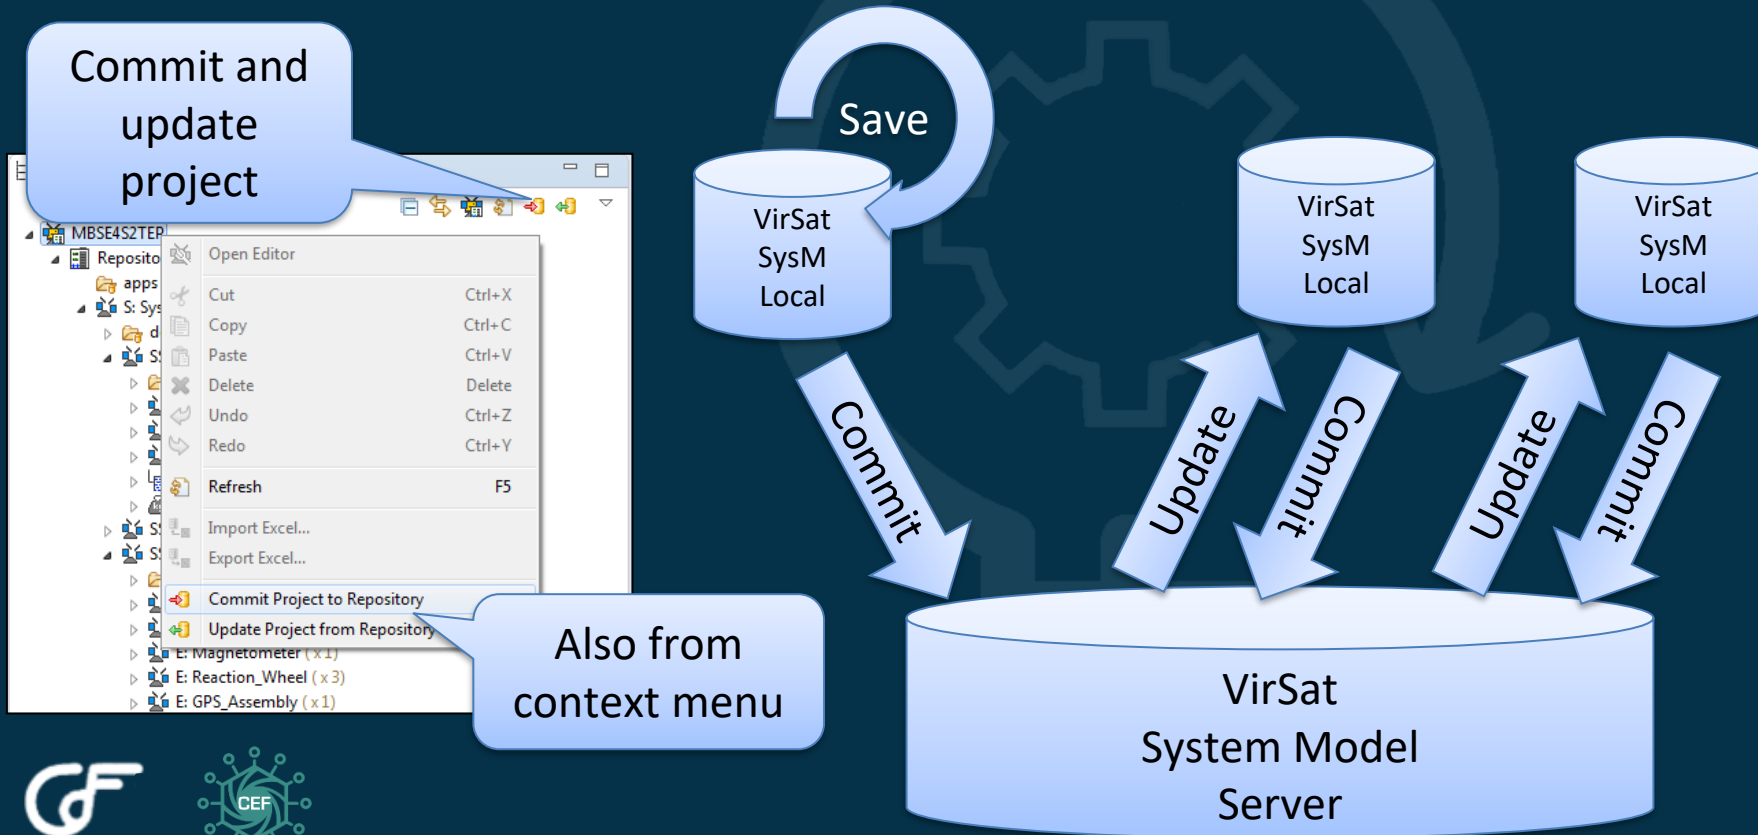 Commit and
update
project
MBSE4S2TEP
Reposito
apps
S: Sys
d
SS
SS
SS
E: Magnetometer (x1)
E: Reaction_Wheel (x3)
E: GPS_Assembly (x1)
Open Editor
Cut Ctrl+X
Copy Ctrl+C
Paste Ctrl+V
Delete Delete
Undo Ctrl+Z
Redo Ctrl+Y
Refresh F5
Import Excel...
Export Excel...
Commit Project to Repository
Update Project from Repository
Also from
context menu
Save
VirSat
SysM
Local
VirSat
SysM
Local
VirSat
SysM
Local
Commit
Update
Commit
Update
Commit
VirSat
System Model
Server
CEF